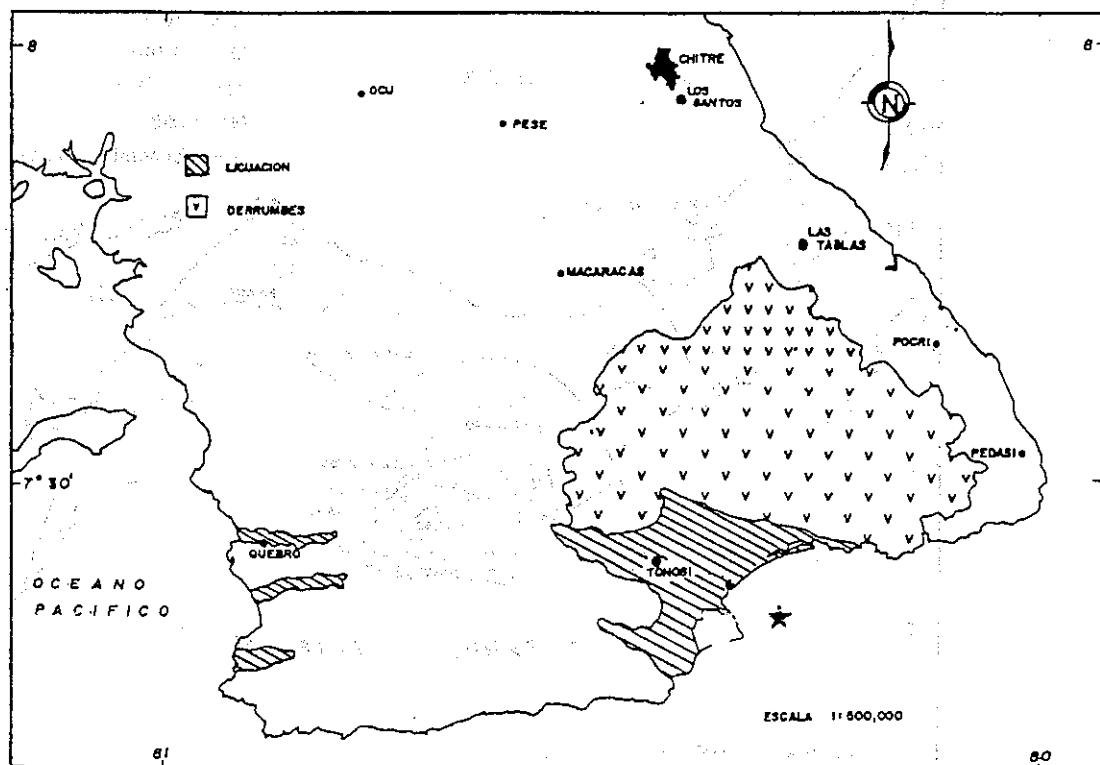 8
8
CHITRE
LOS
SANTOS
OCU
PESE
N
LICUACION
V DERRUMBES
LAS
TABLAS
MACARACAS
POCRI
PEDASI
7° 30'
QUEBRO
TONOSI
OCEANO
PACIFICO
ESCALA 1:500,000
81
80